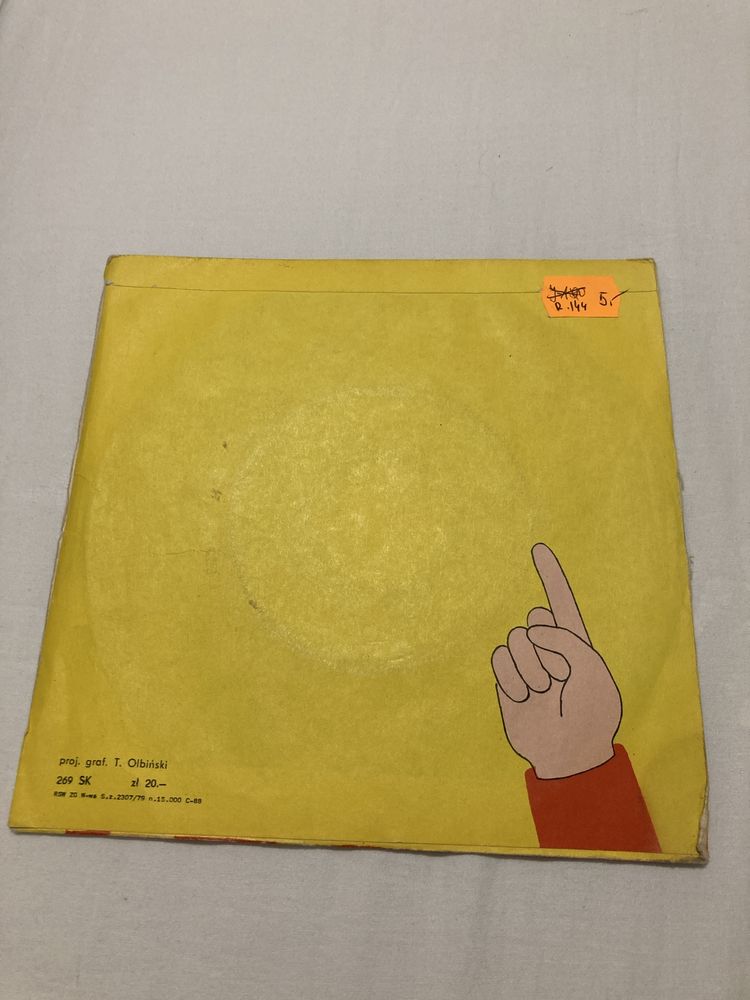 5.-
R.144
proj. graf. T. Olbiński
269 SK zł 20.—
RSW ZG W-wa S.z.2307/79 n.15.000 C-88